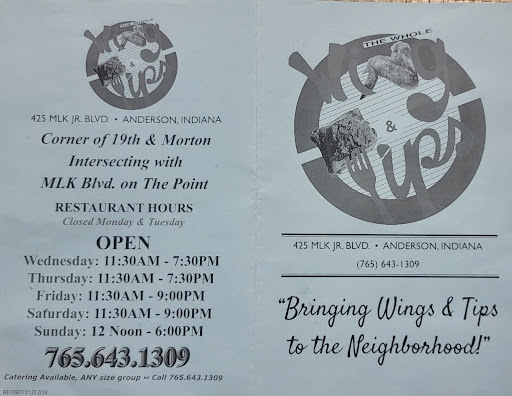 THE WHOLE
Wing
&
Tips
425 MLK JR. BLVD. • ANDERSON, INDIANA
Corner of 19th & Morton
Intersecting with
MLK Blvd. on The Point
RESTAURANT HOURS
Closed Monday & Tuesday
OPEN
Wednesday: 11:30AM - 7:30PM
Thursday: 11:30AM - 7:30PM
Friday: 11:30AM - 9:00PM
Saturday: 11:30AM - 9:00PM
Sunday: 12 Noon - 6:00PM
765.643.1309
Catering Available, ANY size group ~ Call 765.643.1309
REVISED 01.23.2024
THE WHOLE
Wing
&
Tips
425 MLK JR. BLVD. • ANDERSON, INDIANA
(765) 643-1309
"Bringing Wings & Tips
to the Neighborhood!"